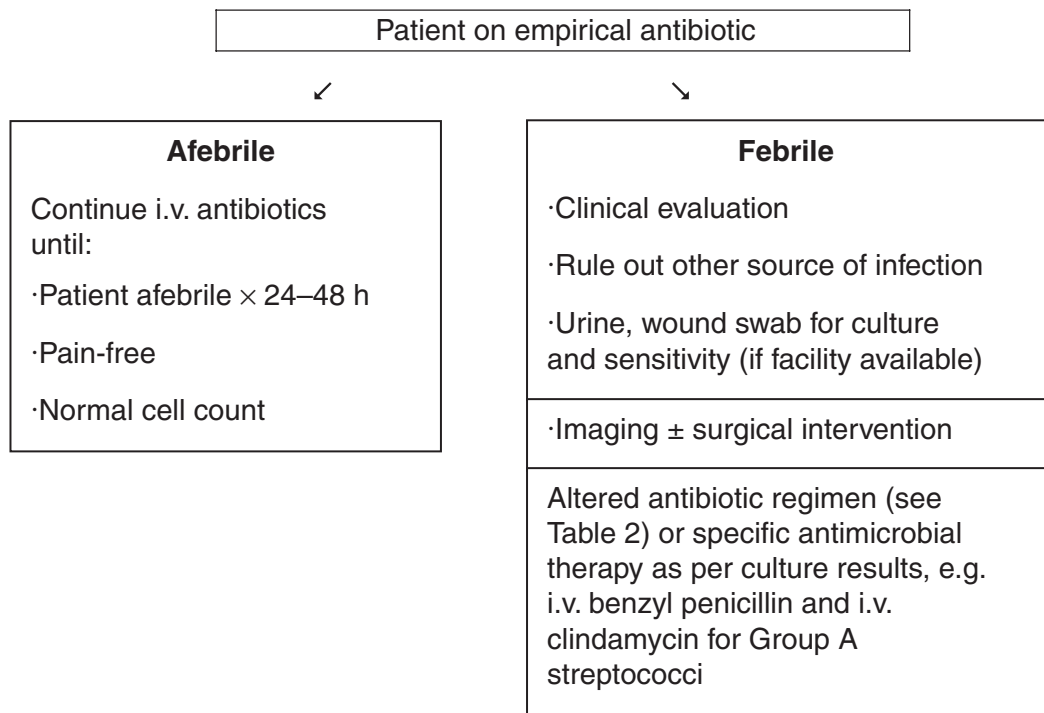 Patient on empirical antibiotic
Afebrile
Continue i.v. antibiotics
until:
·Patient afebrile × 24–48 h
·Pain-free
·Normal cell count
Febrile
·Clinical evaluation
·Rule out other source of infection
·Urine, wound swab for culture
and sensitivity (if facility available)
·Imaging ± surgical intervention
Altered antibiotic regimen (see
Table 2) or specific antimicrobial
therapy as per culture results, e.g.
i.v. benzyl penicillin and i.v.
clindamycin for Group A
streptococci